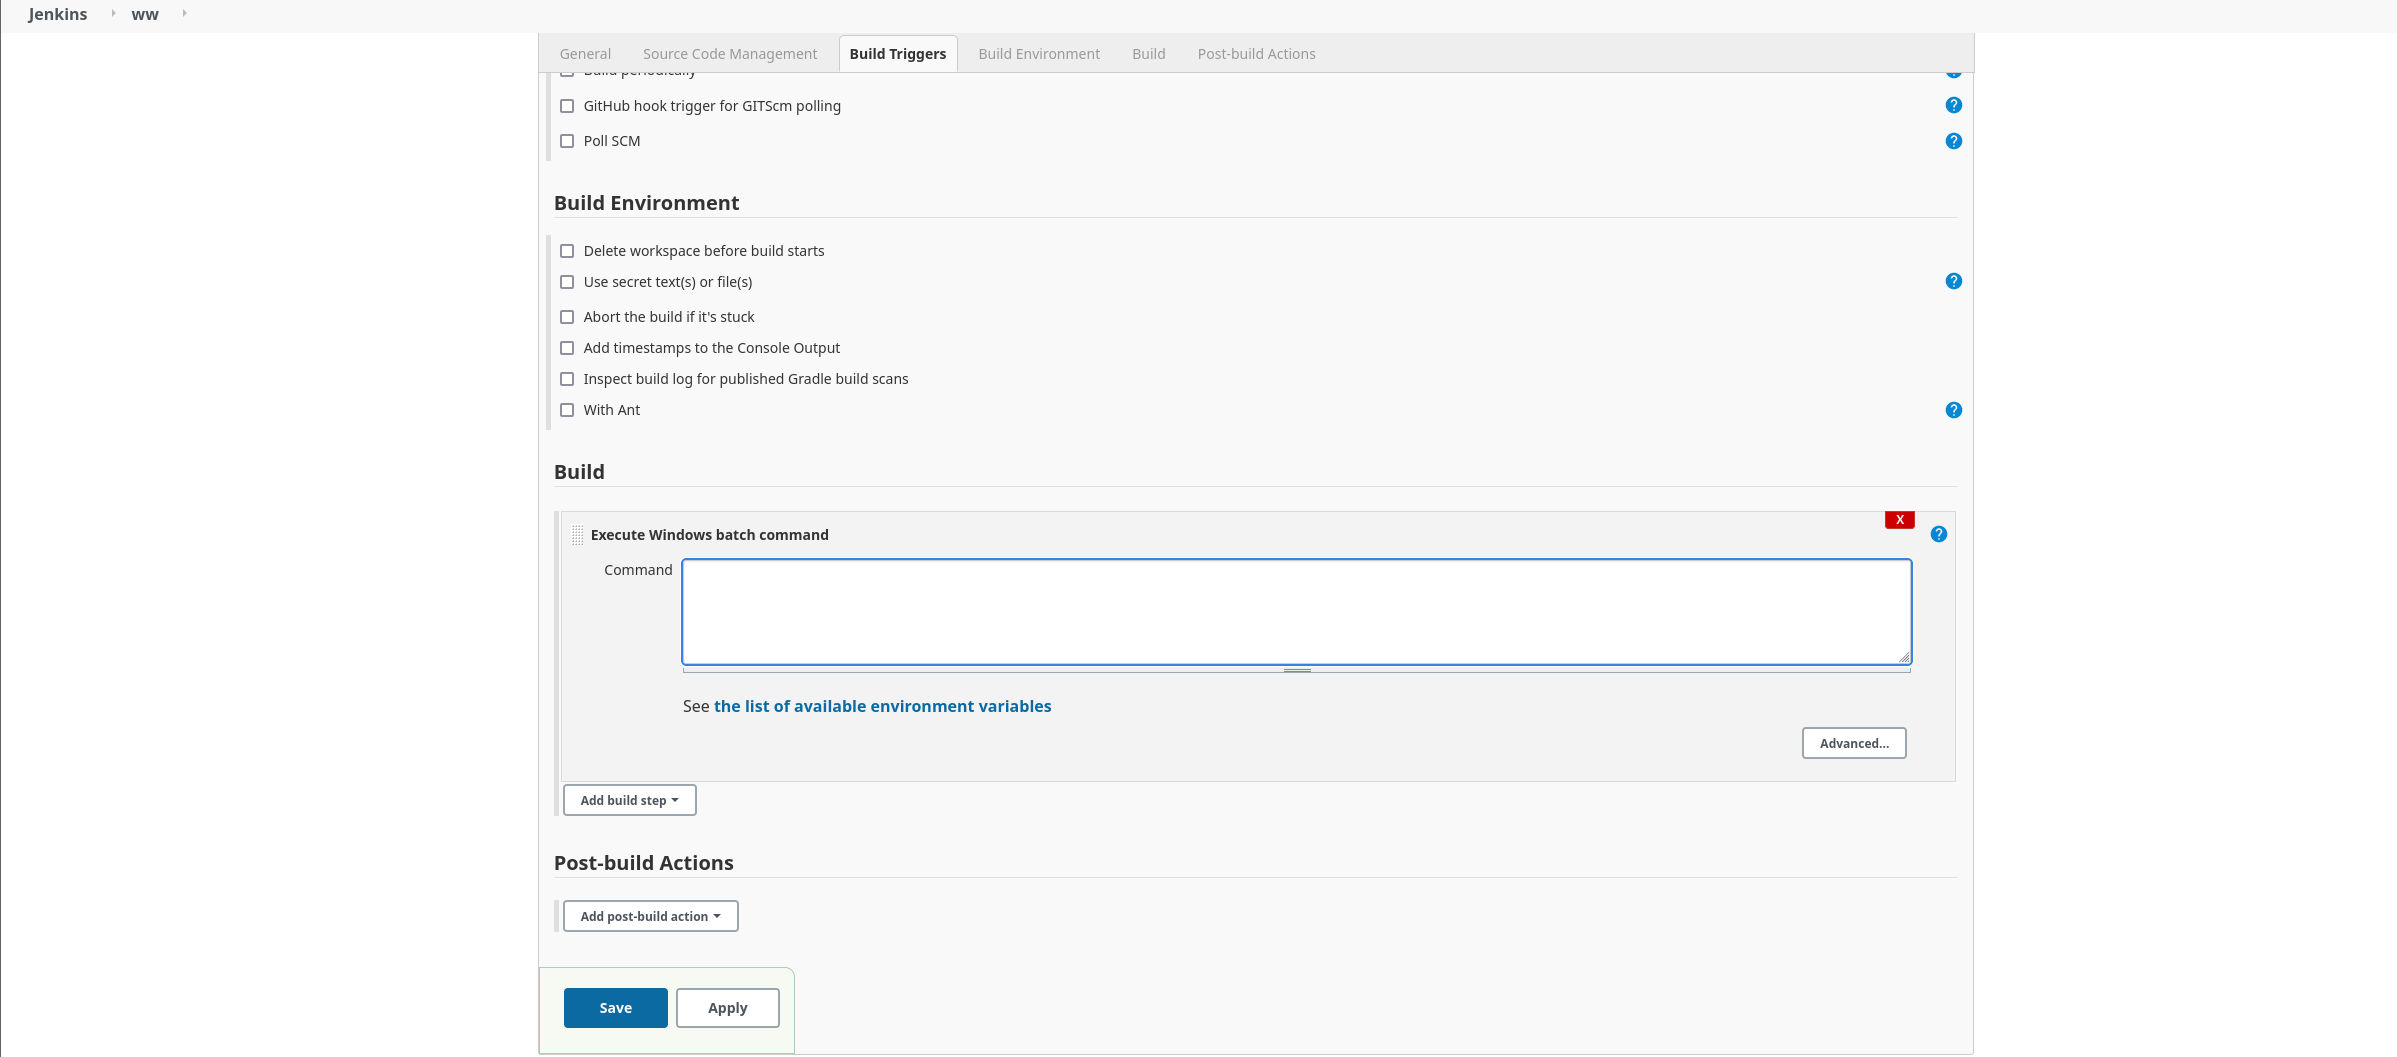 Jenkins ww
General Source Code Management Build Triggers Build Environment Build Post-build Actions
Build periodically
GitHub hook trigger for GITScm polling ?
Poll SCM ?
Build Environment
Delete workspace before build starts
Use secret text(s) or file(s) ?
Abort the build if it's stuck
Add timestamps to the Console Output
Inspect build log for published Gradle build scans
With Ant ?
Build
X
Execute Windows batch command ?
Command
See the list of available environment variables
Advanced...
Add build step
Post-build Actions
Add post-build action
Save Apply